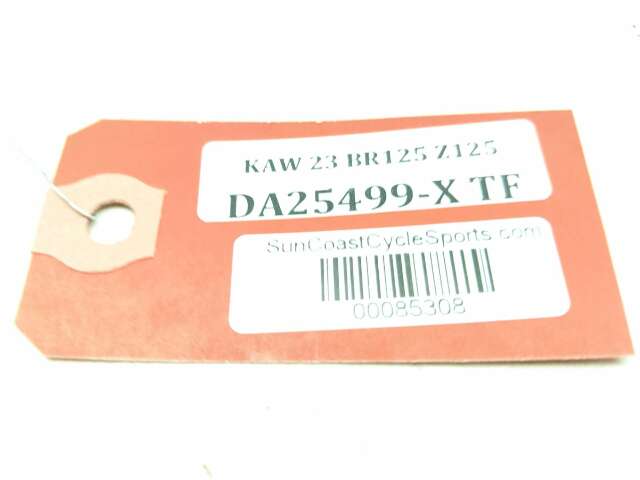 KAW 23 BR125 Z125
DA25499-X TF
SunCoastCycleSports.com
00085308